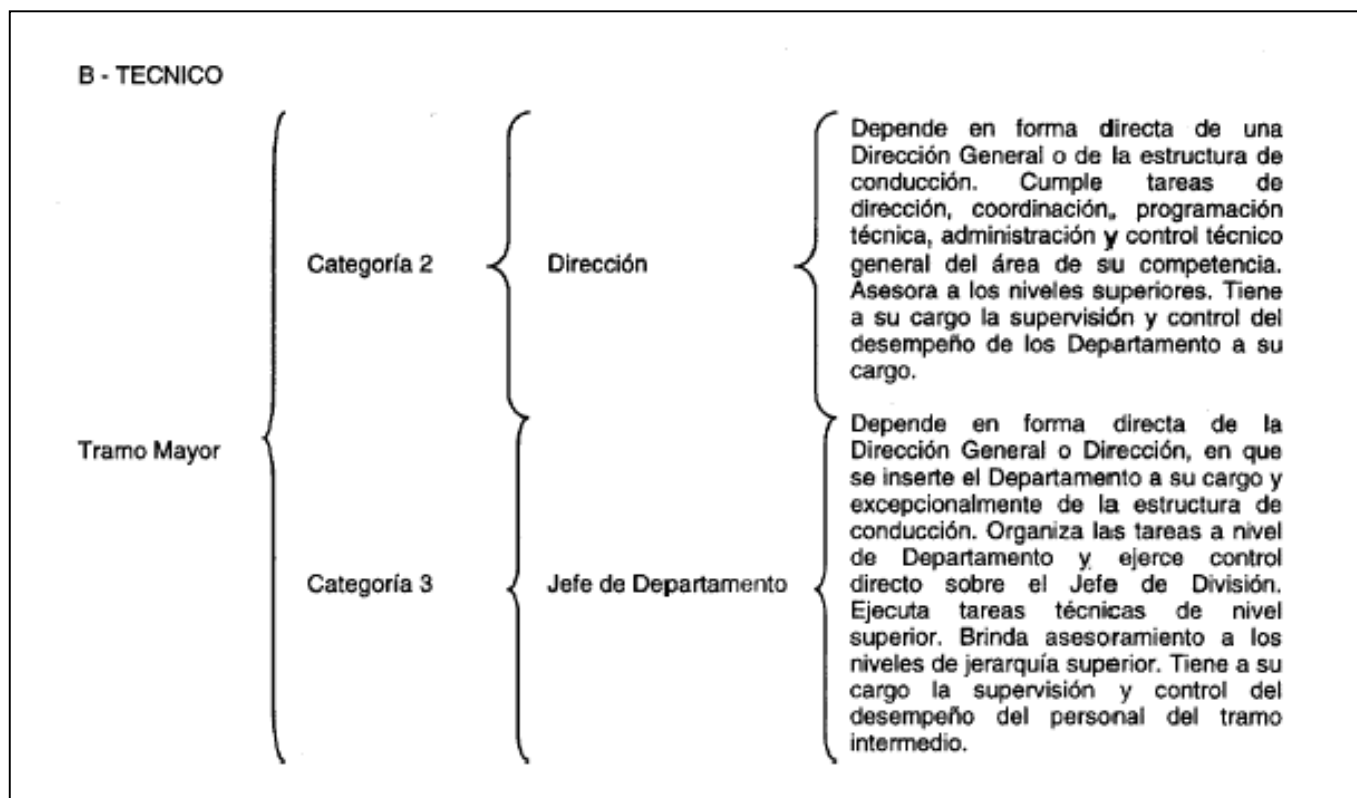 B - TECNICO
Depende en forma directa de una
Dirección General o de la estructura de
conducción. Cumple tareas de
dirección, coordinación, programación
técnica, administración y control técnico
Categoría 2
Dirección
general del área de su competencia.
Asesora a los niveles superiores. Tiene
a su cargo la supervisión y control del
desempeño de los Departamento a su
cargo.
Tramo Mayor
Depende en forma directa de la
Dirección General o Dirección, en que
se inserte el Departamento a su cargo y
excepcionalmente de la estructura de
conducción. Organiza las tareas a nivel
de Departamento y ejerce control
Categoría 3
Jefe de Departamento
directo sobre el Jefe de División.
Ejecuta tareas técnicas de nivel
superior. Brinda asesoramiento a los
niveles de jerarquía superior. Tiene a su
cargo la supervisión y control del
desempeño del personal del tramo
intermedio.